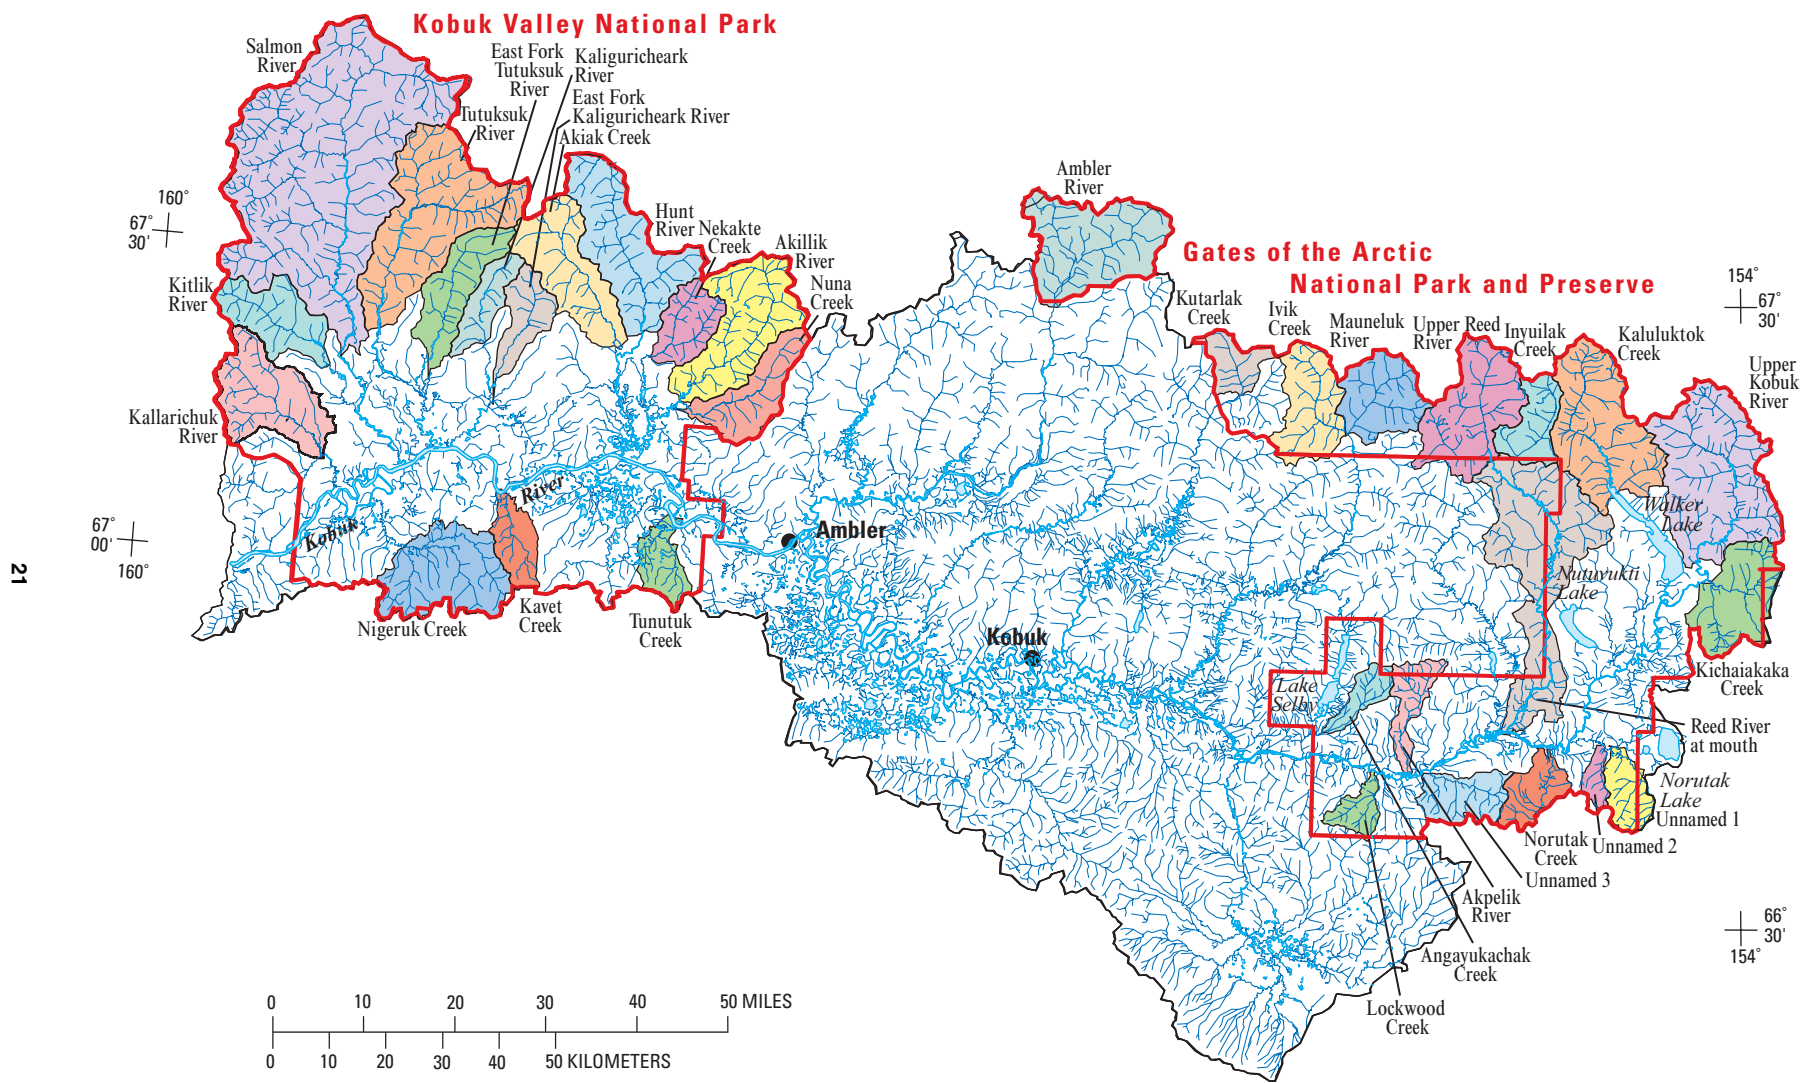 Kobuk Valley National Park
Salmon
River
East Fork
Tutuksuk
River
Kaliguricheark
River
East Fork
Kaliguricheark River
Akiak Creek
Tutuksuk
River
Hunt
River
Nekakte
Creek
Akillik
River
Nuna
Creek
Ambler
River
160°
67°
30'
Kitlik
River
Kallarichuk
River
Gates of the Arctic
National Park and Preserve
154°
67°
30'
Kutarlak
Creek
Ivik
Creek
Mauneluk
River
Upper Reed
River
Inyuilak
Creek
Kaluluktok
Creek
Upper
Kobuk
River
67°
00'
160°
Kobuk
River
Ambler
Walker
Lake
Nutuvukti
Lake
Nigeruk Creek
Kavet
Creek
Tunutuk
Creek
Kobuk
Lake
Selby
Kichaiakaka
Creek
Reed River
at mouth
Norutak
Lake
Unnamed 1
Norutak
Creek
Unnamed 2
Unnamed 3
Akpelik
River
Angayukachak
Creek
Lockwood
Creek
66°
30'
154°
0 10 20 30 40 50 MILES
0 10 20 30 40 50 KILOMETERS
21